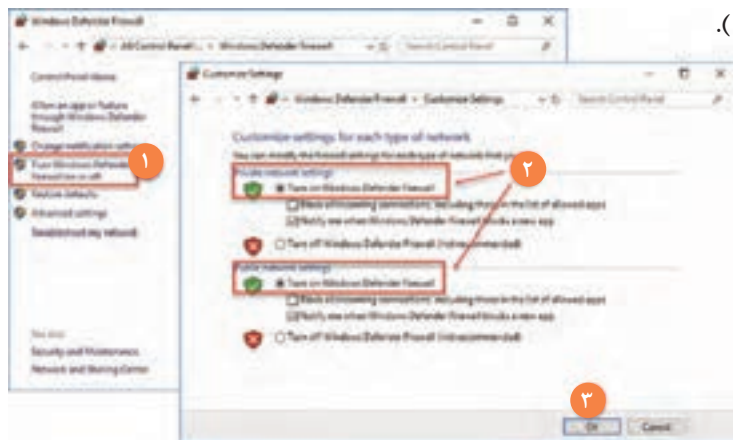 .(
Windows Defender Firewall
All Control Panel... Windows Defender Firewall
Search Control Panel
Control Panel Home
Allow an app or feature
through Windows Defender
Firewall
Change notification settings
Turn Windows Defender
Firewall on or off
١
Restore defaults
Advanced settings
Troubleshoot my network
See also
Security and Maintenance
Network and Sharing Center
Customize Settings
Windows Defender Firewall Customize Settings
Search Control Panel
Customize settings for each type of network
You can modify the firewall settings for each type of network that
٢
Private network settings
Turn on Windows Defender Firewall
Block all incoming connections, including those in the list of allowed apps
Notify me when Windows Defender Firewall blocks a new app
Turn off Windows Defender Firewall (not recommended)
Public network settings
Turn on Windows Defender Firewall
Block all incoming connections, including those in the list of allowed apps
Notify me when Windows Defender Firewall blocks a new app
Turn off Windows Defender Firewall (not recommended)
٣
OK Cancel